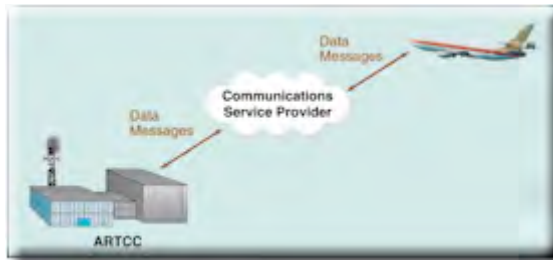 Data
Messages
Communications
Service Provider
Data
Messages
ARTCC